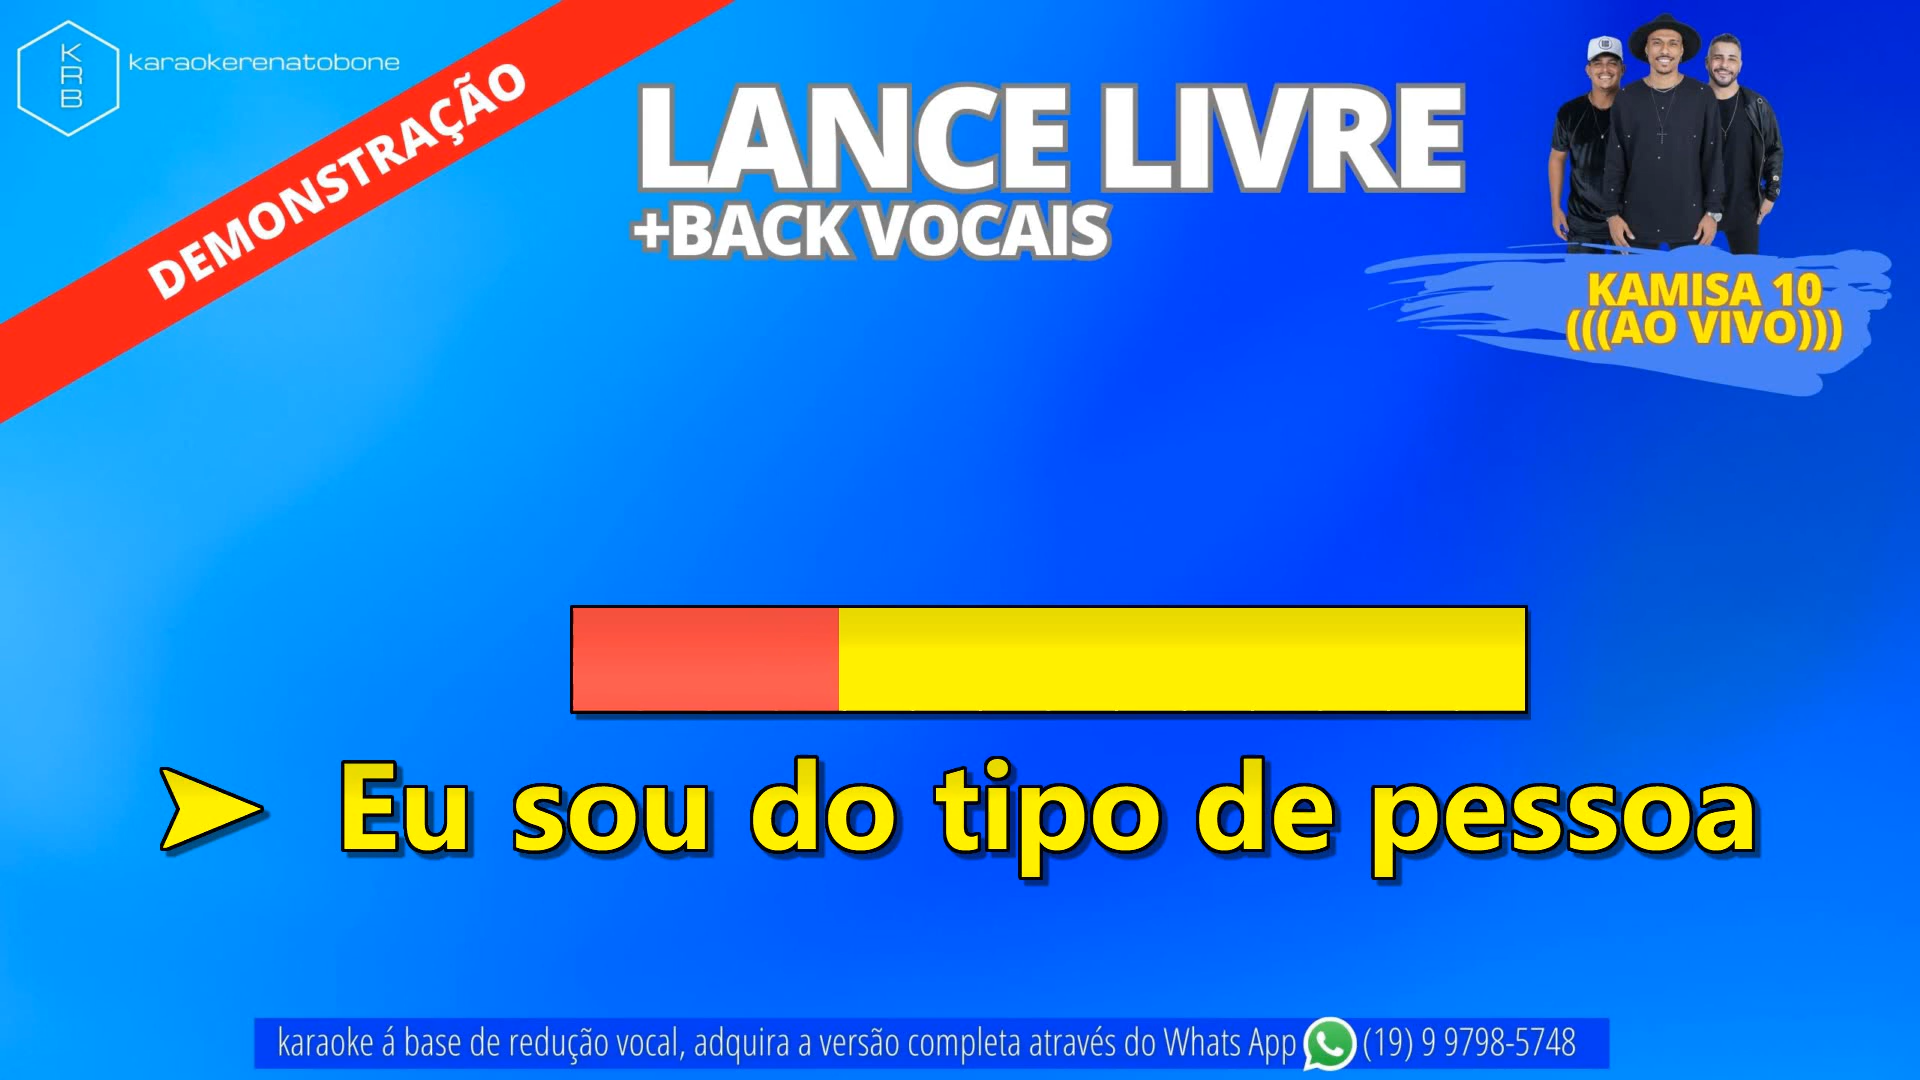 KRB
karaokerenatobone
DEMONSTRAÇÃO
LANCE LIVRE
+BACK VOCAIS
KAMISA 10
(((AO VIVO)))
Eu sou do tipo de pessoa
karaoke á base de redução vocal, adquira a versão completa através do Whats App (19) 9 9798-5748